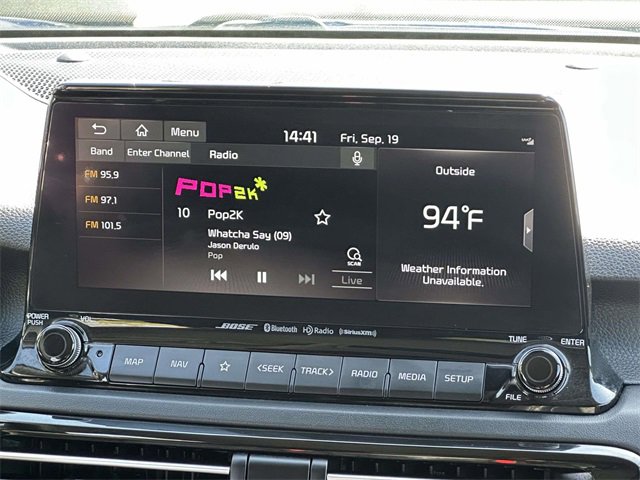 Menu
14:41
Fri, Sep. 19
Band
Enter Channel
Radio
FM 95.9
FM 97.1
FM 101.5
POP2K
10
Pop2K
Whatcha Say (09)
Jason Derulo
Pop
SCAN
Live
Outside
94°F
Weather Information
Unavailable.
POWER
PUSH
VOL
BOSE
Bluetooth
HD Radio
SiriusXM
TUNE
ENTER
FILE
MAP
NAV
<SEEK
TRACK>
RADIO
MEDIA
SETUP